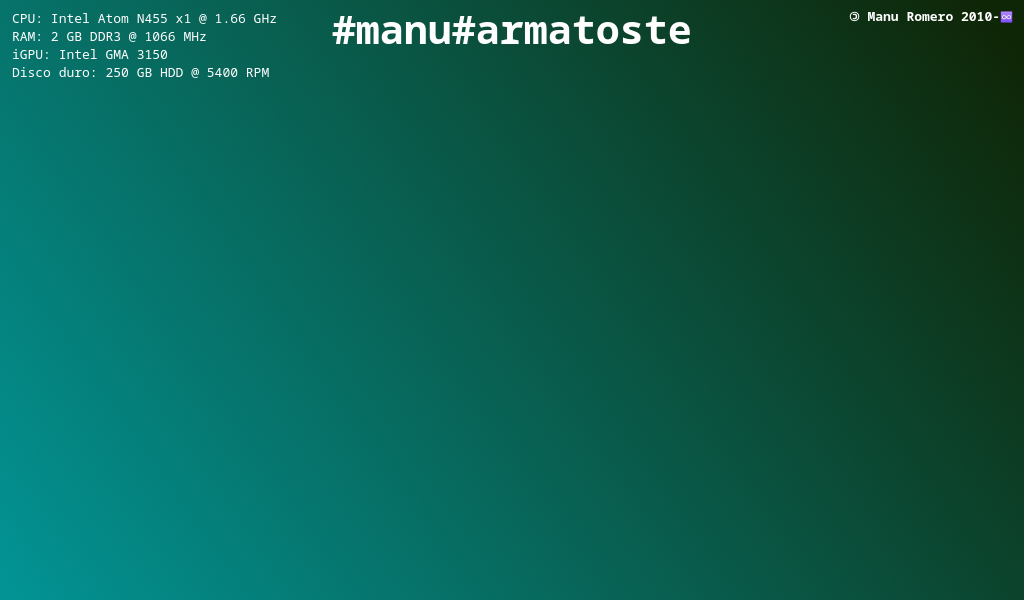 CPU: Intel Atom N455 x1 @ 1.66 GHz
RAM: 2 GB DDR3 @ 1066 MHz
iGPU: Intel GMA 3150
Disco duro: 250 GB HDD @ 5400 RPM
#manu#armatoste
🄯 Manu Romero 2010-♾️